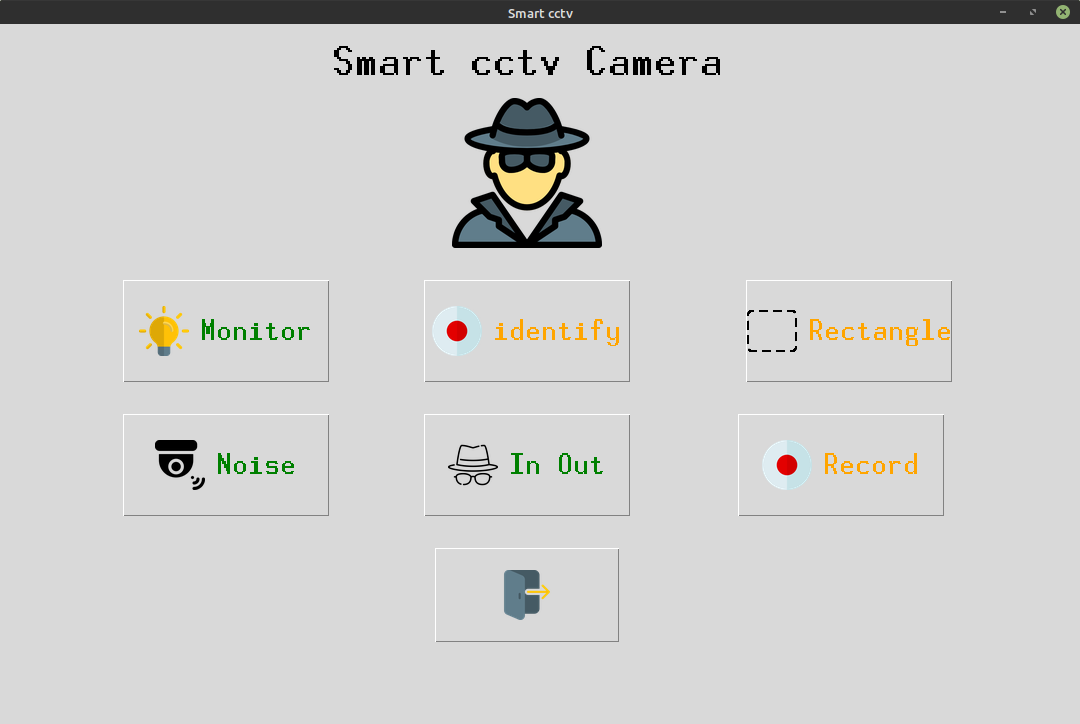 Smart cctv
Smart cctv Camera
Monitor
identify
Rectangle
Noise
In Out
Record